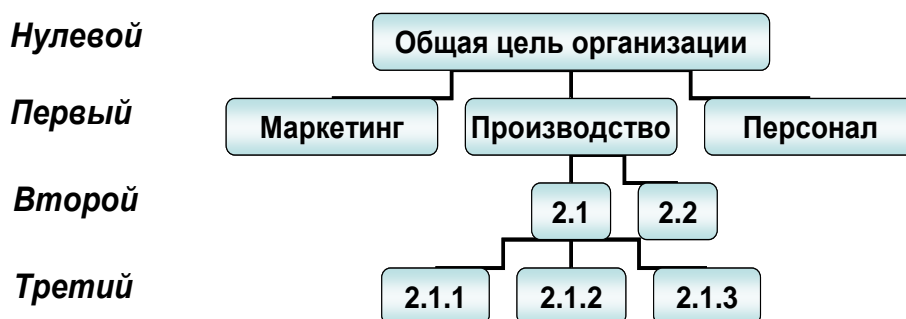 Нулевой
Общая цель организации
Первый
Маркетинг
Производство
Персонал
Второй
2.1
2.2
Третий
2.1.1
2.1.2
2.1.3